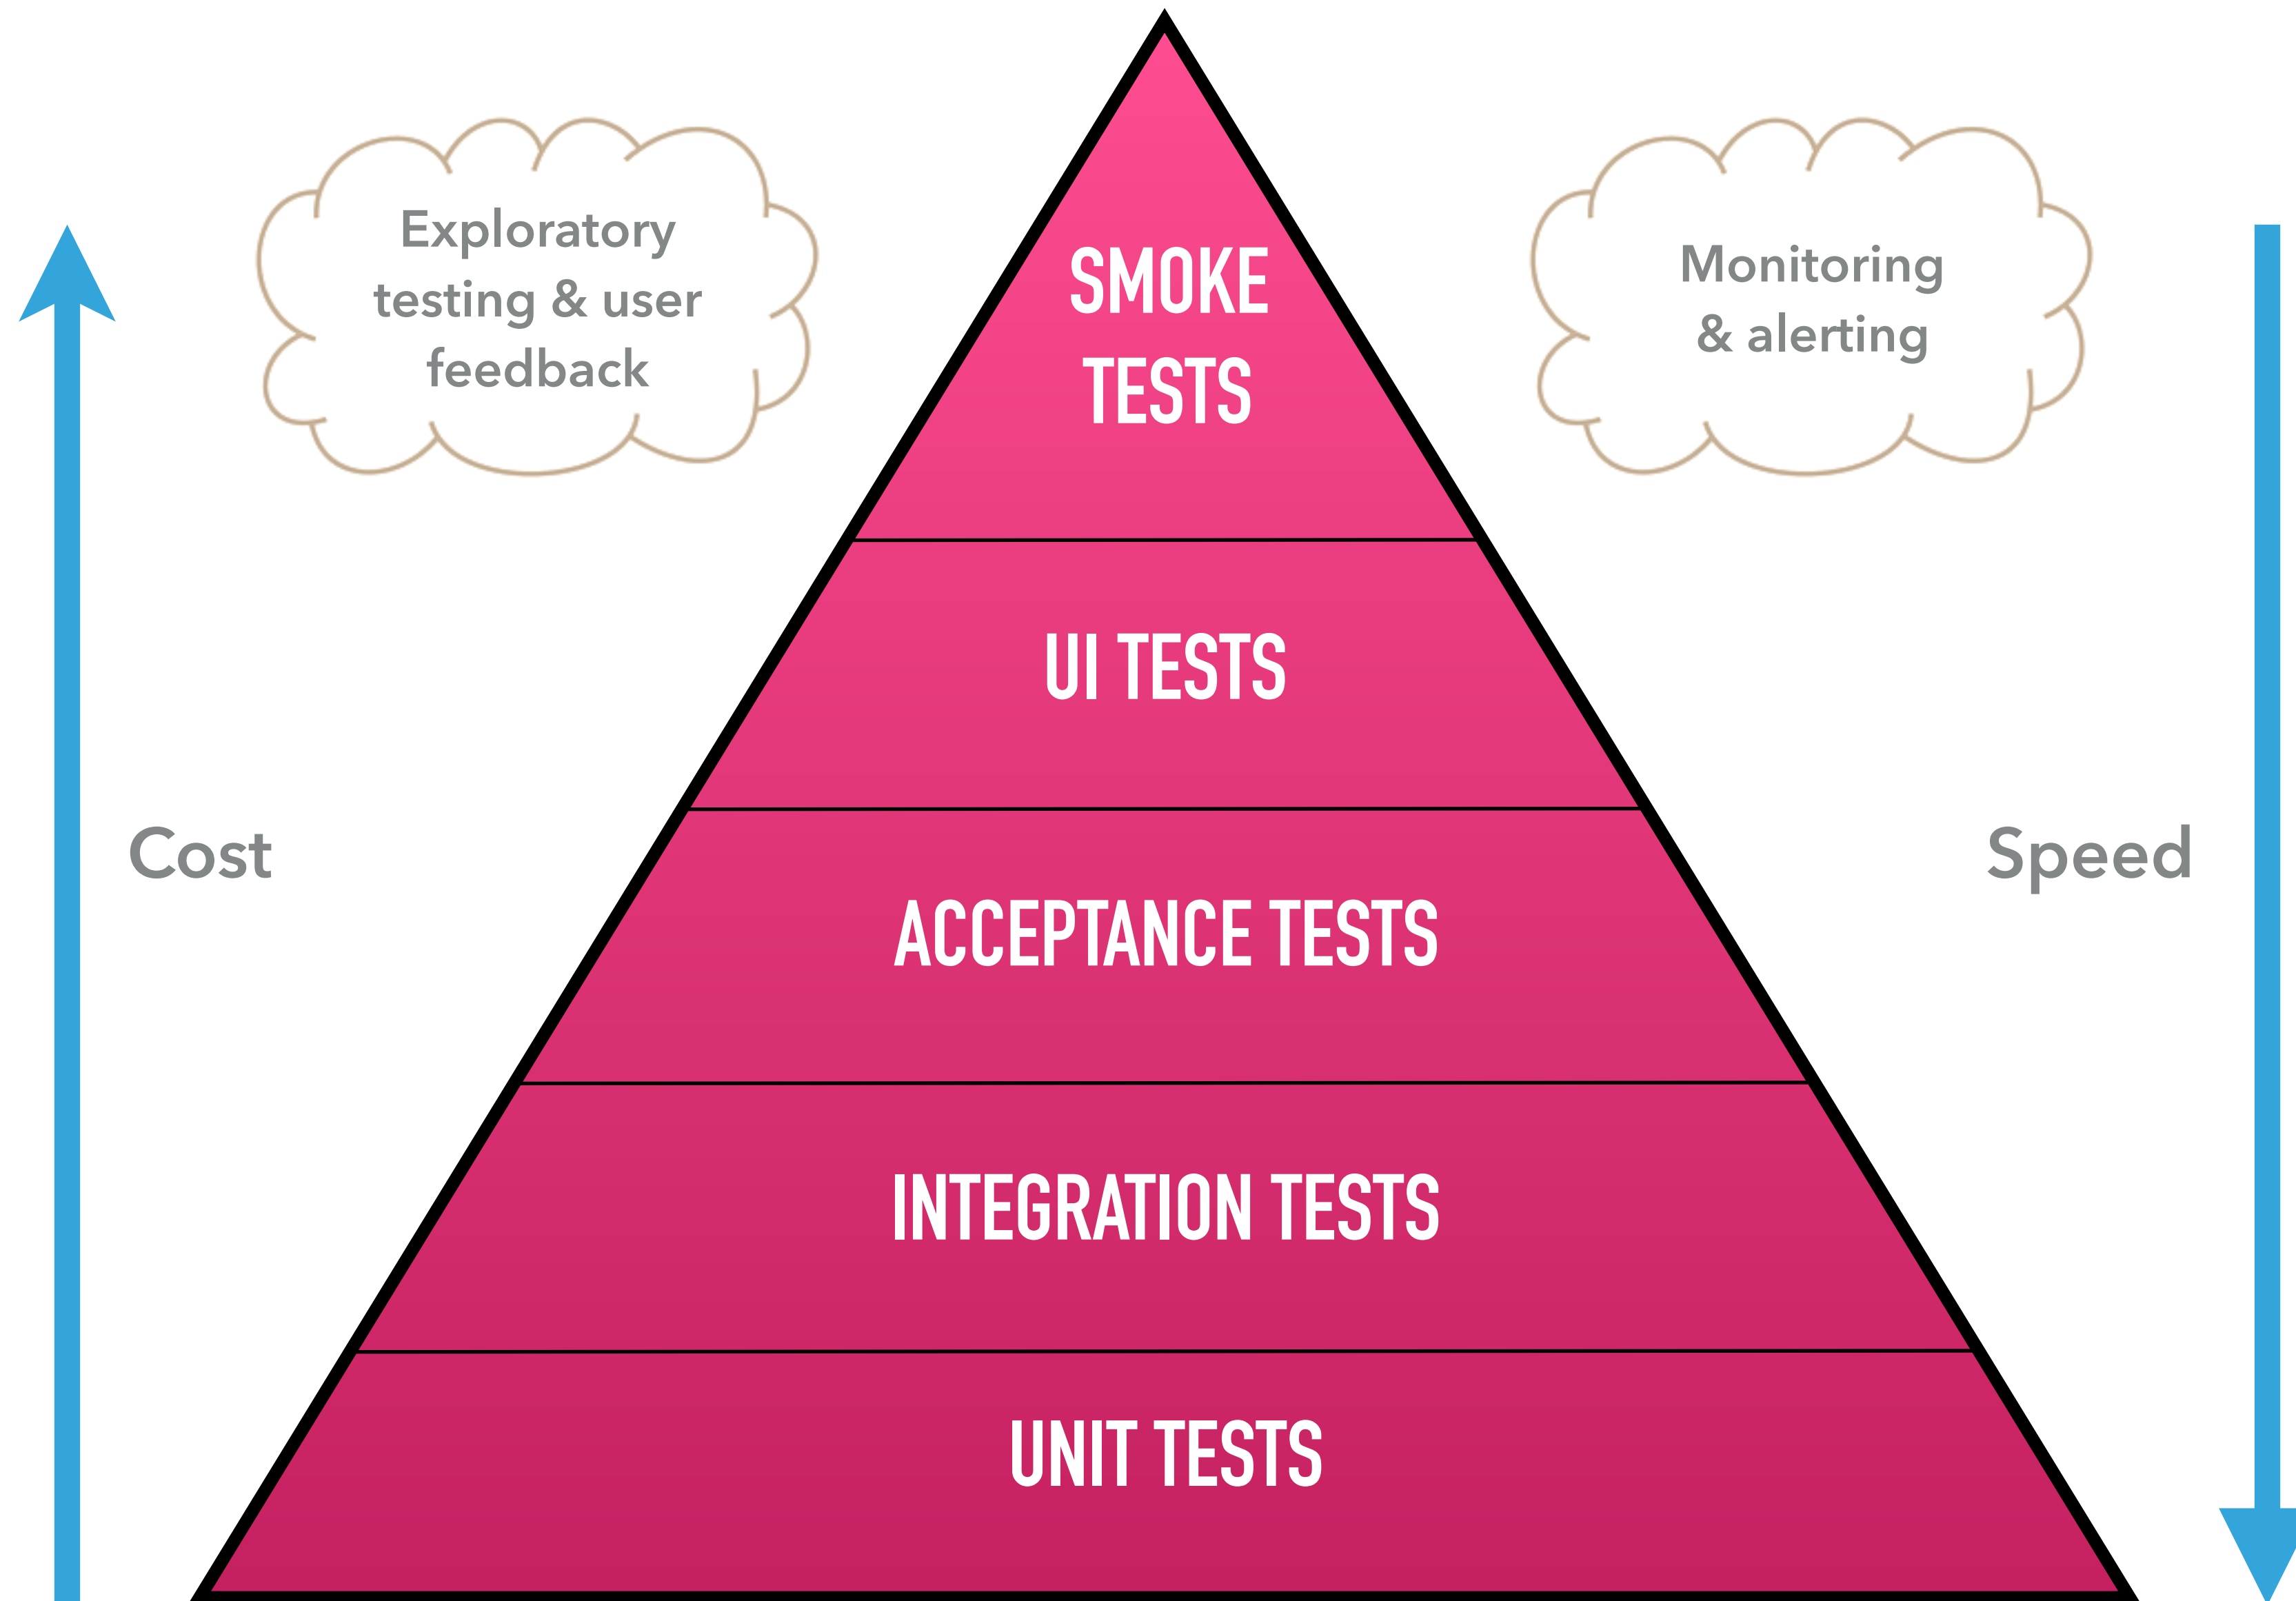 Exploratory
testing & user
feedback
Monitoring
& alerting
SMOKE
TESTS
UI TESTS
Cost
Speed
ACCEPTANCE TESTS
INTEGRATION TESTS
UNIT TESTS